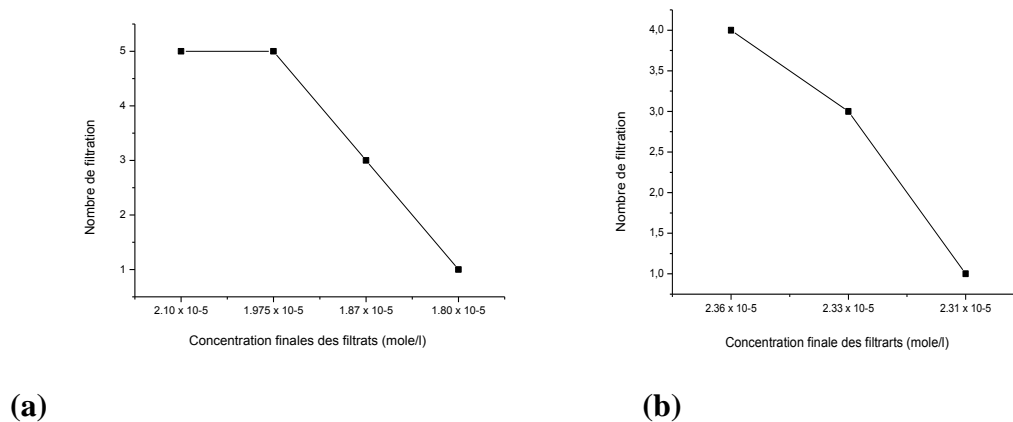 Nombre de filtration
5
4
3
2
1
2.10 x 10-5
1.975 x 10-5
1.87 x 10-5
1.80 x 10-5
Concentration finales des filtrats (mole/l)
(a)
Nombre de filtration
4,0
3,5
3,0
2,5
2,0
1,5
1,0
2.36 x 10-5
2.33 x 10-5
2.31 x 10-5
Concentration finale des filtrarts (mole/l)
(b)